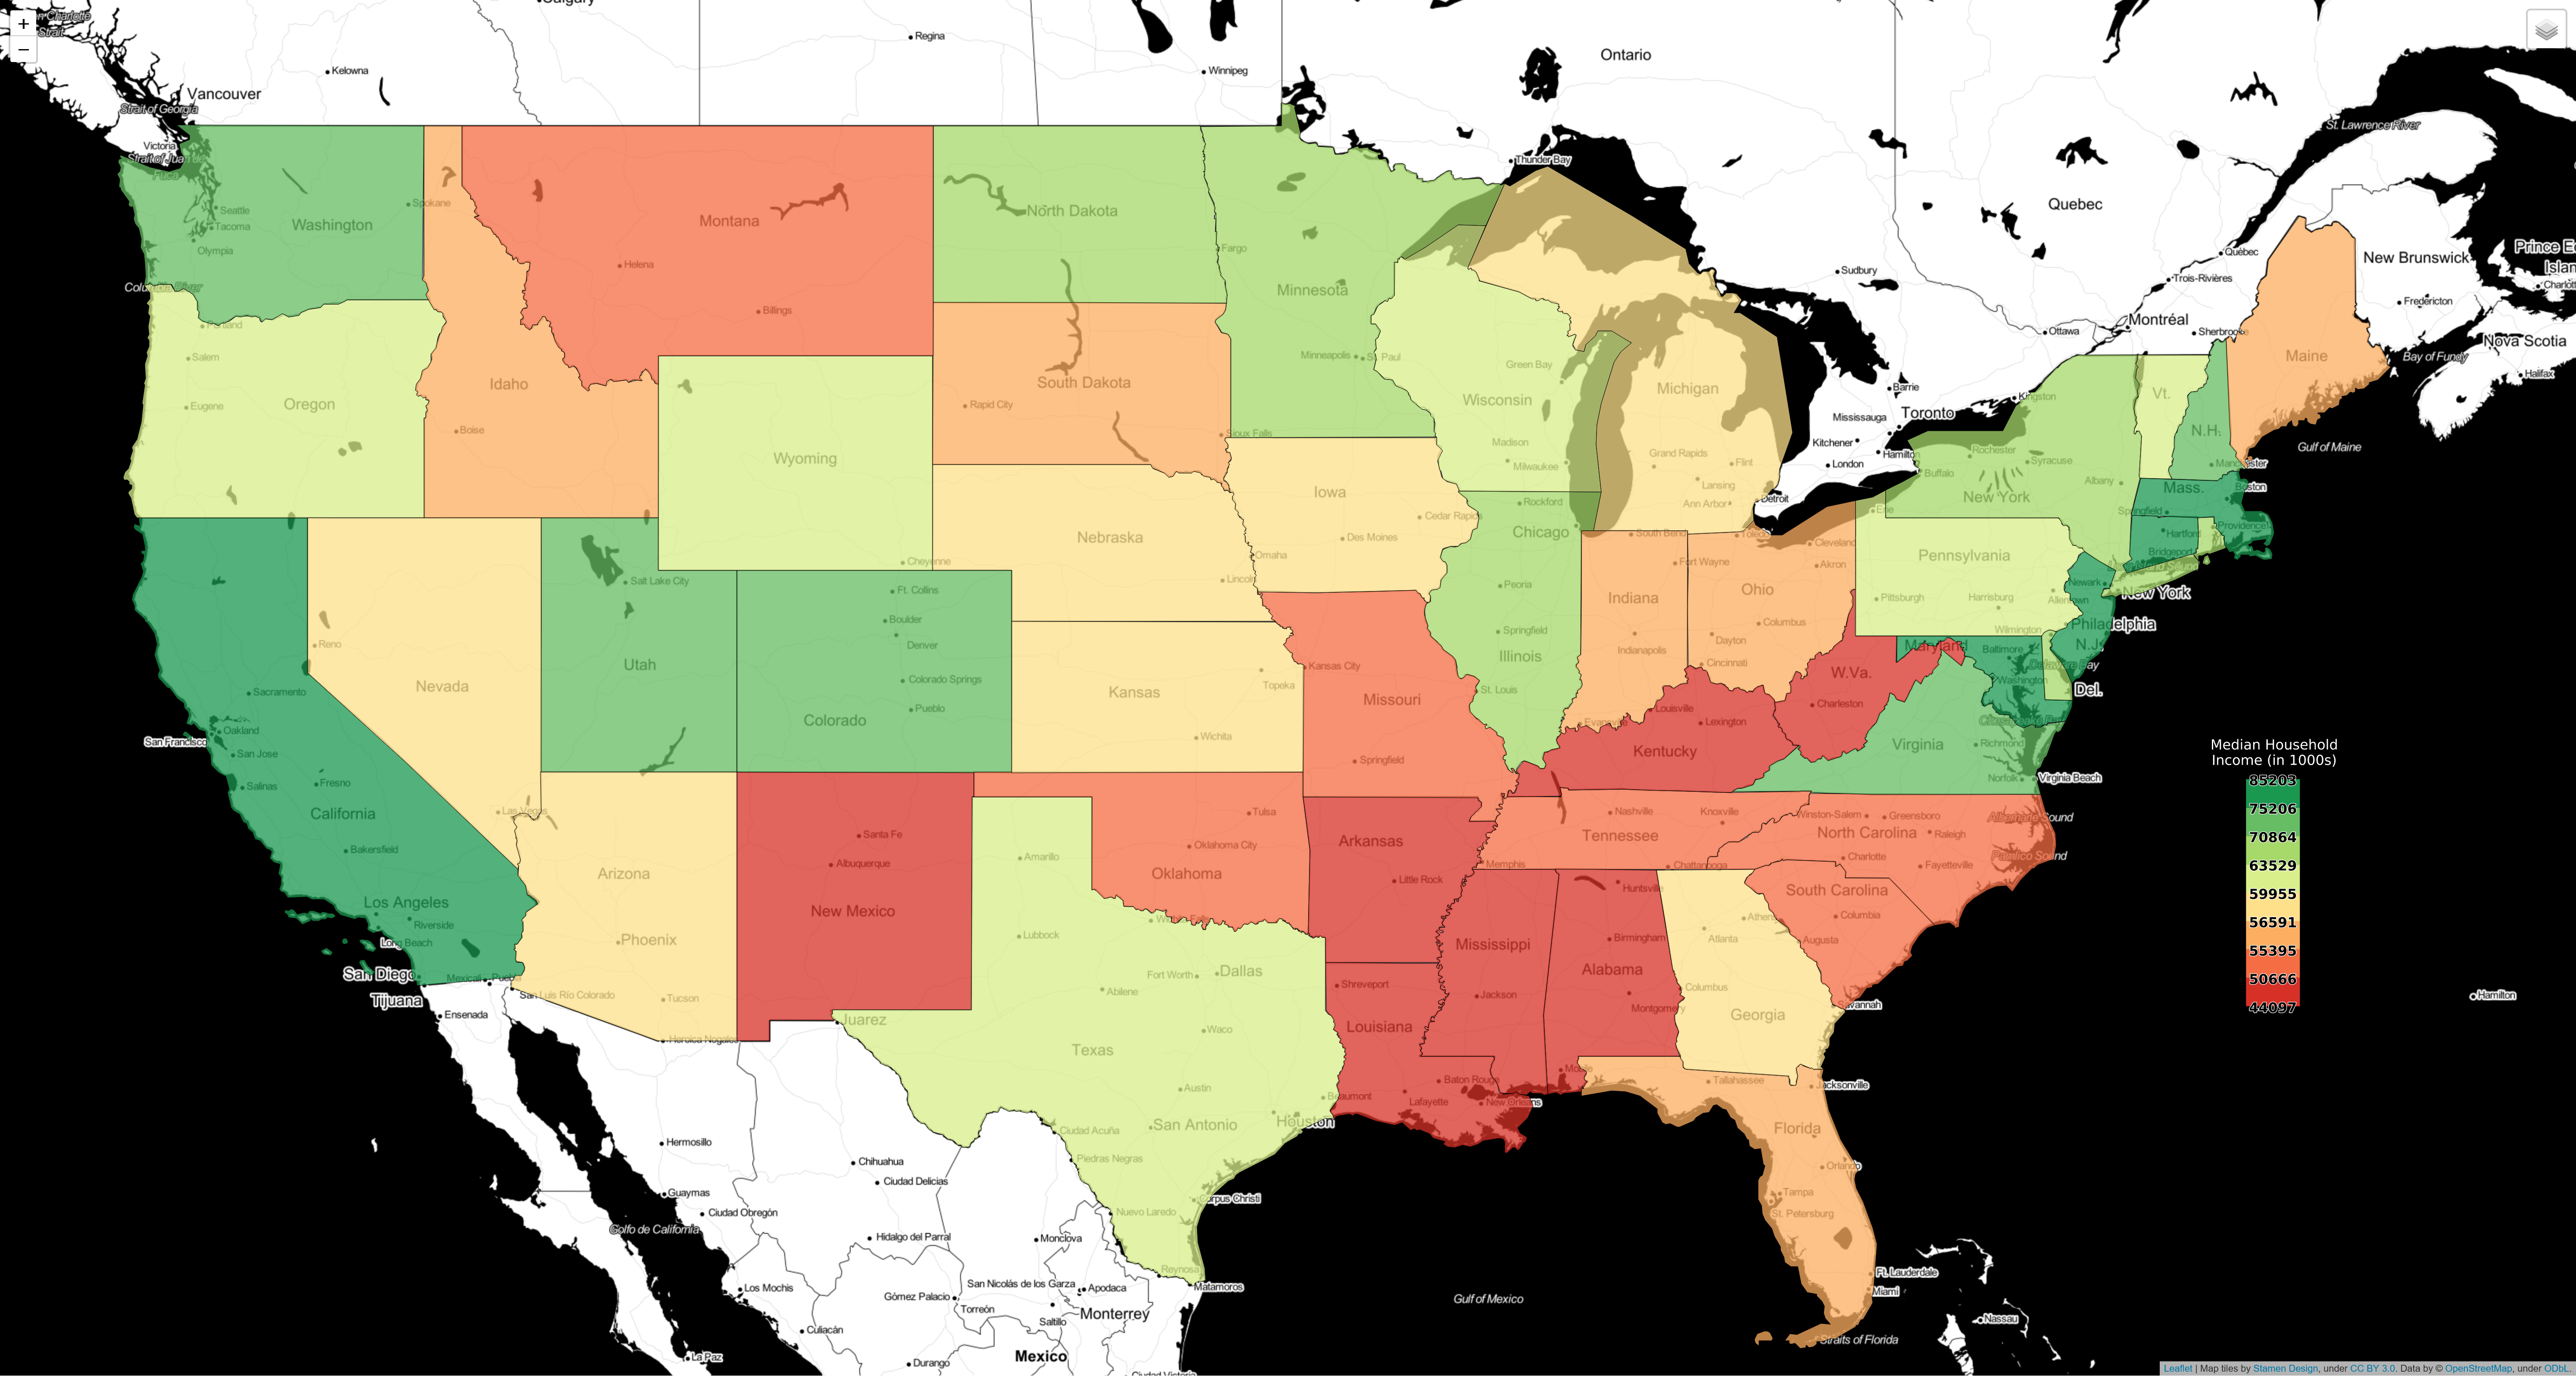 Calgary
Charlotte
Strait
+
−
Regina
Ontario
Kelowna
Winnipeg
Vancouver
Strait of Georgia
St. Lawrence River
Victoria
Strait of Juan de
Fuca
Thunder Bay
Spokane
Seattle
Washington
Tacoma
Olympia
Montana
North Dakota
Quebec
Helena
Fargo
Québec
New Brunswick
Sudbury
Trois-Rivières
Columbia River
Billings
Minnesota
Fredericton
Montréal
Sherbrooke
Ottawa
Portland
Salem
Minneapolis
St. Paul
Maine
Bay of Fundy
Nova Scotia
Halifax
Green Bay
Idaho
South Dakota
Michigan
Barrie
Kingston
Vt.
Eugene
Oregon
Rapid City
Wisconsin
Mississauga
Toronto
Boise
Sioux Falls
Kitchener
Hamilton
N.H.
Gulf of Maine
Wyoming
Madison
Milwaukee
Grand Rapids
Flint
London
Rochester
Syracuse
Manchester
Buffalo
Albany
Lansing
Ann Arbor
Detroit
Iowa
Rockford
New York
Mass.
Boston
Erie
Springfield
Cedar Rapids
Chicago
Des Moines
Nebraska
South Bend
Toledo
Cleveland
Hartford
Providence
Omaha
Pennsylvania
Bridgeport
Long Island Sound
Cheyenne
Fort Wayne
Akron
Salt Lake City
Lincoln
Newark
Ft. Collins
Peoria
Ohio
Indiana
Pittsburgh
Harrisburg
Allentown
New York
Boulder
Columbus
Philadelphia
Reno
Denver
Springfield
Indianapolis
Dayton
Wilmington
Maryland
Baltimore
N.J.
Utah
Illinois
Cincinnati
Kansas City
Delaware Bay
Nevada
Colorado Springs
Topeka
W.Va.
Washington
Sacramento
Kansas
St. Louis
Del.
Missouri
Pueblo
Charleston
Colorado
Evansville
Louisville
Lexington
Chesapeake Bay
Oakland
San Francisco
Wichita
Kentucky
Virginia
Richmond
San Jose
Springfield
Median Household
Income (in 1000s)
Norfolk
Virginia Beach
85203
Salinas
Fresno
75206
California
Las Vegas
Tulsa
Nashville
Knoxville
Winston-Salem
Greensboro
Albemarle Sound
Santa Fe
Tennessee
North Carolina
Raleigh
70864
Bakersfield
Arkansas
Oklahoma City
Amarillo
Albuquerque
Memphis
Chattanooga
Charlotte
Fayetteville
Pamlico Sound
63529
Arizona
Oklahoma
Little Rock
Huntsville
South Carolina
59955
Los Angeles
New Mexico
Athens
Columbia
Riverside
Wichita Falls
56591
Phoenix
Lubbock
Birmingham
Atlanta
Augusta
Long Beach
Mississippi
55395
San Diego
Mexicali
Puebla
Fort Worth
Dallas
Alabama
50666
Shreveport
Columbus
Abilene
Jackson
Tijuana
San Luis Río Colorado
Tucson
Montgomery
Savannah
Hamilton
44097
Ensenada
Juarez
Georgia
Louisiana
Waco
Heroica Nogales
Texas
Mobile
Tallahassee
Jacksonville
Austin
Baton Rouge
Beaumont
Lafayette
New Orleans
San Antonio
Houston
Ciudad Acuña
Florida
Hermosillo
Piedras Negras
Chihuahua
Orlando
Ciudad Delicias
Guaymas
Tampa
Corpus Christi
Ciudad Obregón
Nuevo Laredo
St. Petersburg
Golfo de California
Hidalgo del Parral
Monclova
Reynosa
Ft. Lauderdale
San Nicolás de los Garza
Apodaca
Matamoros
Los Mochis
Miami
Gómez Palacio
Torreón
Gulf of Mexico
Monterrey
Nassau
Saltillo
Culiacán
Straits of Florida
La Paz
Durango
Mexico
Ciudad Victoria
Leaflet | Map tiles by Stamen Design, under CC BY 3.0. Data by © OpenStreetMap, under ODbL.